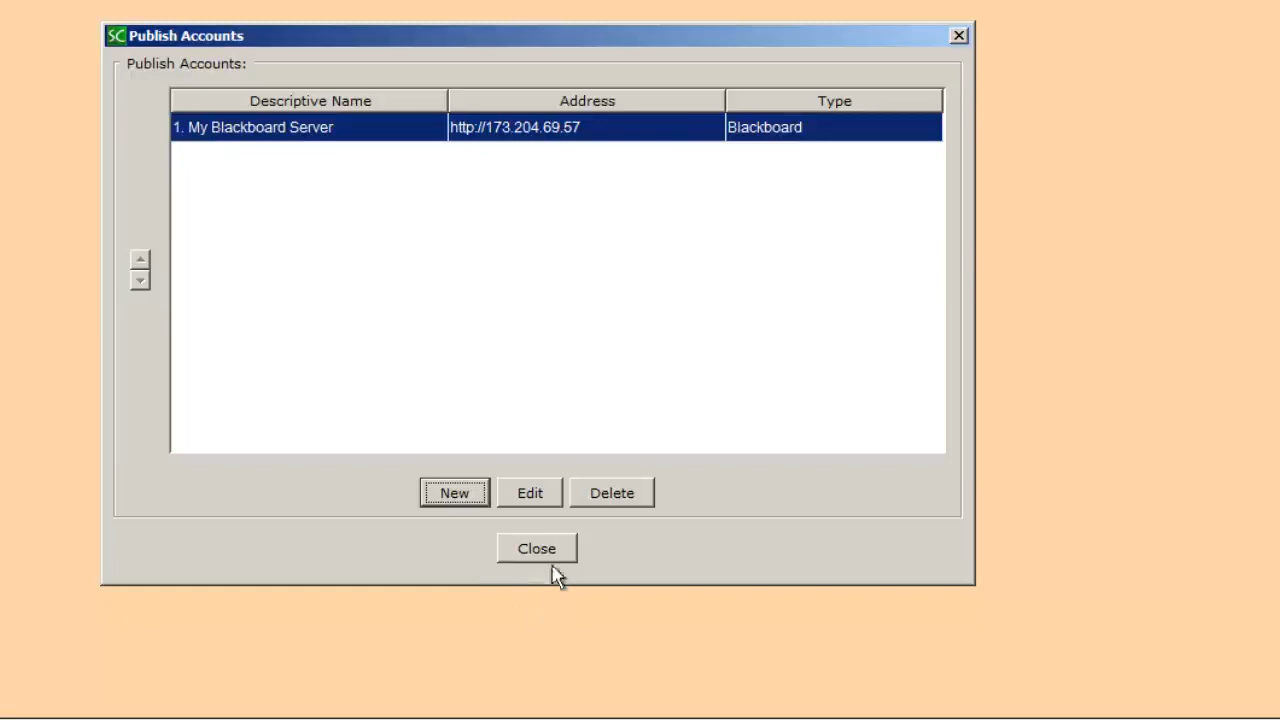 SC Publish Accounts
Publish Accounts:
Descriptive Name Address Type
1. My Blackboard Server http://173.204.69.57 Blackboard
New Edit Delete
Close